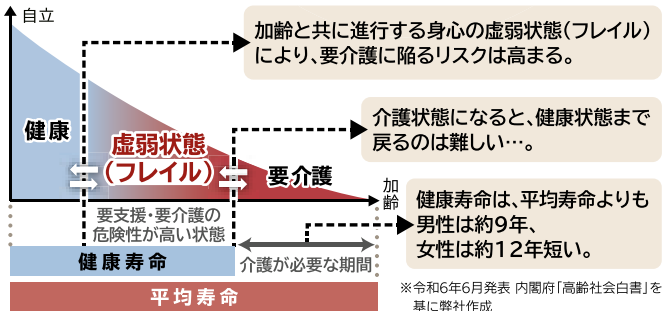 自立
加齢と共に進行する身心の虚弱状態(フレイル)
により、要介護に陥るリスクは高まる。
健康
虚弱状態
(フレイル)
要介護
介護状態になると、健康状態まで
戻るのは難しい…。
加齢
要支援・要介護の
危険性が高い状態
健康寿命は、平均寿命よりも
男性は約9年、
女性は約12年短い。
健康寿命
介護が必要な期間
平均寿命
※令和6年6月発表 内閣府「高齢社会白書」を
基に弊社作成